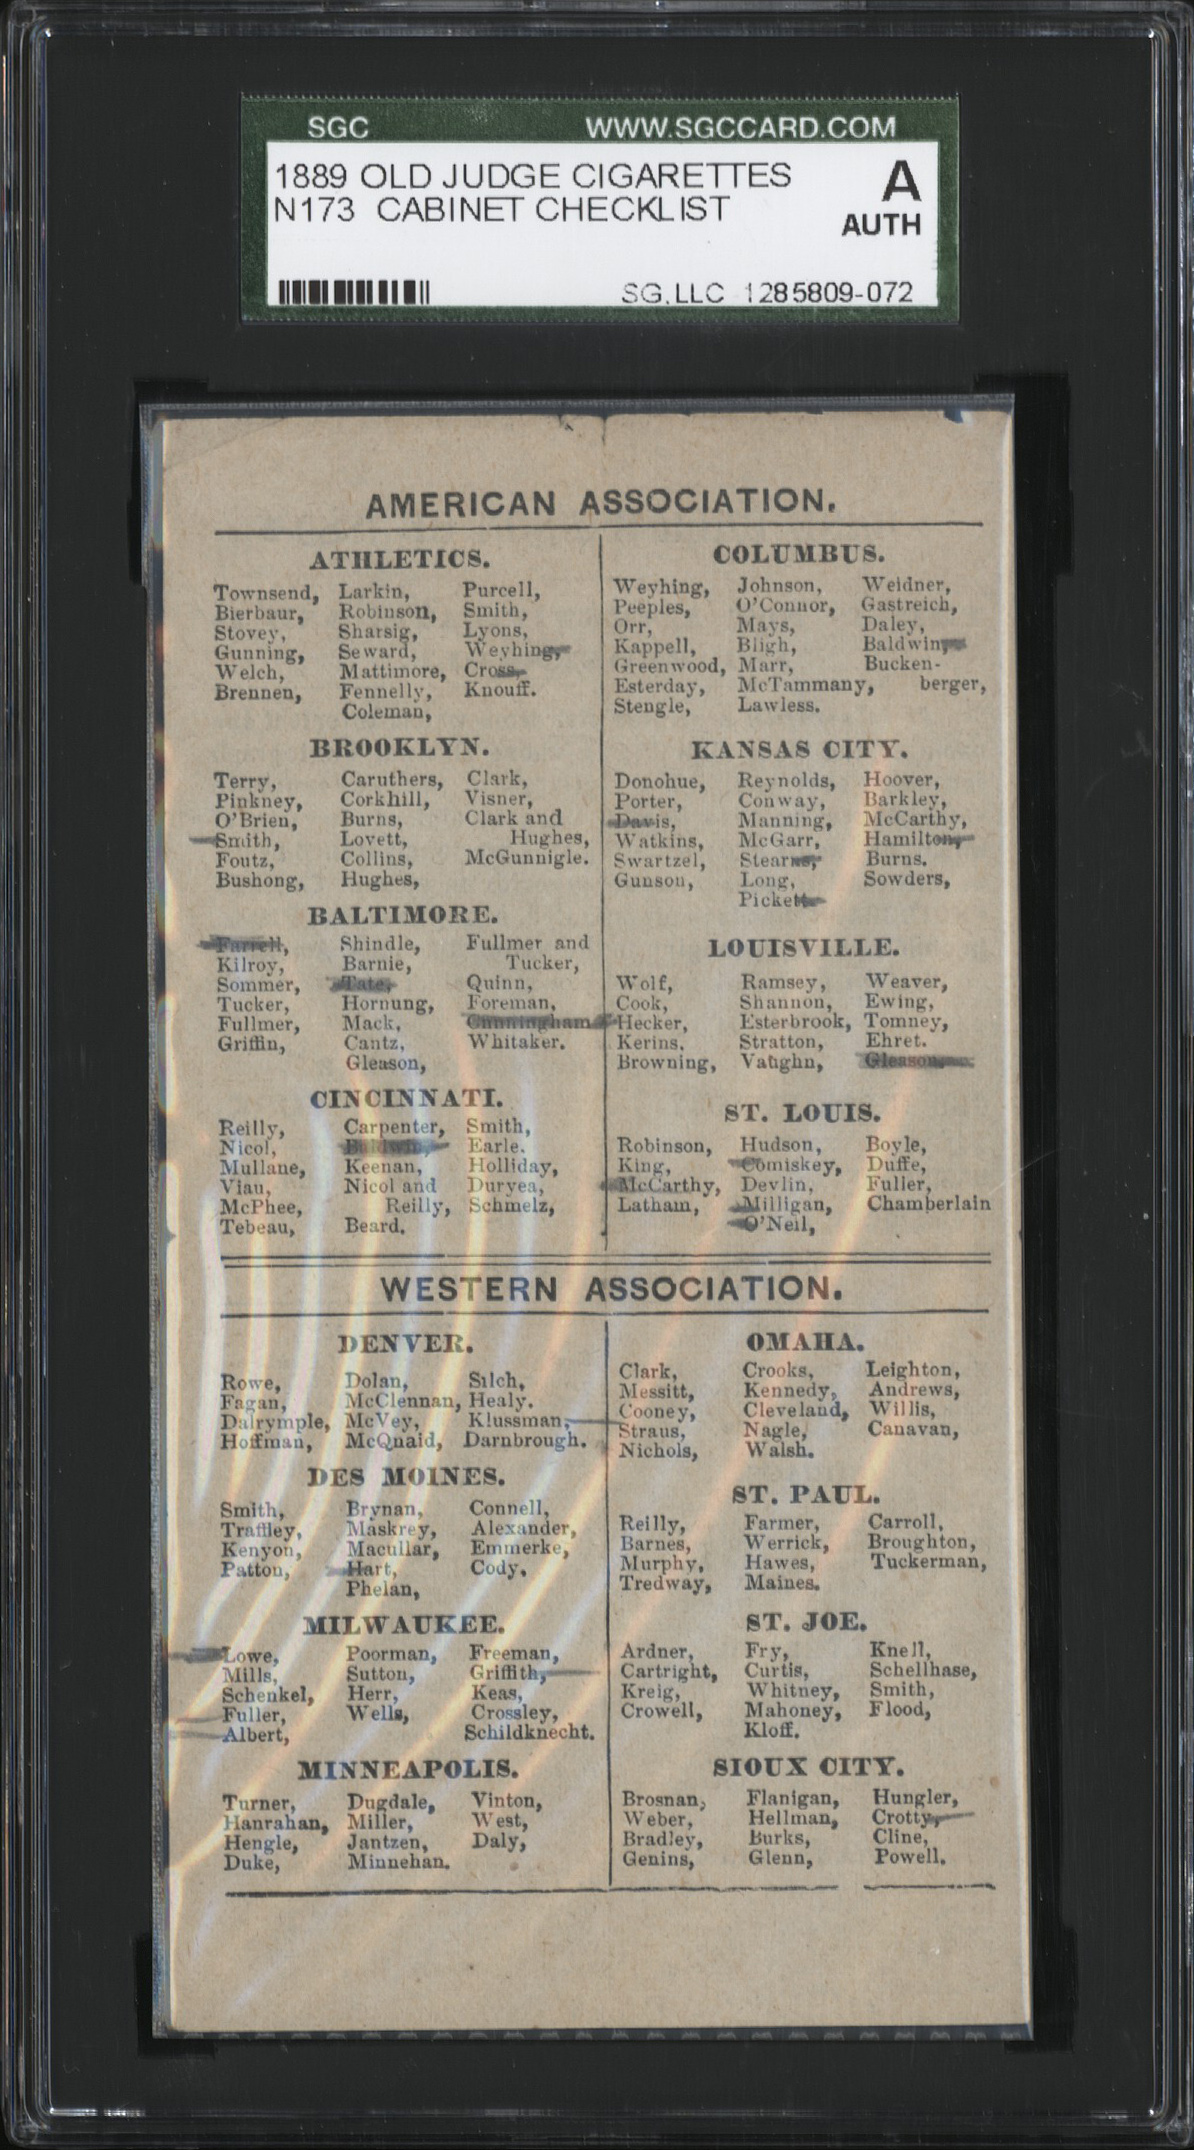 SGC WWW.SGCCARD.COM
1889 OLD JUDGE CIGARETTES A
N173 CABINET CHECKLIST AUTH
SG,LLC 1285809-072
AMERICAN ASSOCIATION.
ATHLETICS.
Townsend, Larkin, Purcell,
Bierbaur, Robinson, Smith,
Stovey, Sharsig, Lyons,
Gunning, Seward, Weyhing,
Welch, Mattimore, Cross,
Brennen, Fennelly, Knouff.
Coleman,
BROOKLYN.
Terry, Caruthers, Clark,
Pinkney, Corkhill, Visner,
O'Brien, Burns, Clark and
Smith, Lovett, Hughes,
Foutz, Collins, McGunnigle.
Bushong, Hughes,
BALTIMORE.
Farrell, Shindle, Fullmer and
Kilroy, Barnie, Tucker,
Sommer, Tate, Quinn,
Tucker, Hornung, Foreman,
Fullmer, Mack, Cunningham
Griffin, Cantz, Whitaker.
Gleason,
CINCINNATI.
Reilly, Carpenter, Smith,
Nicol, Baldwin, Earle.
Mullane, Keenan, Holliday,
Viau, Nicol and Duryea,
McPhee, Reilly, Schmelz,
Tebeau, Beard.
COLUMBUS.
Weyhing, Johnson, Weidner,
Peeples, O'Connor, Gastreich,
Orr, Mays, Daley,
Kappell, Bligh, Baldwin,
Greenwood, Marr, Bucken-
Esterday, McTammany, berger,
Stengle, Lawless.
KANSAS CITY.
Donohue, Reynolds, Hoover,
Porter, Conway, Barkley,
Davis, Manning, McCarthy,
Watkins, McGarr, Hamilton,
Swartzel, Stearns, Burns.
Gunson, Long, Sowders,
Pickett
LOUISVILLE.
Wolf, Ramsey, Weaver,
Cook, Shannon, Ewing,
Hecker, Esterbrook, Tomney,
Kerins, Stratton, Ehret.
Browning, Vaughn, Gleason,
ST. LOUIS.
Robinson, Hudson, Boyle,
King, Comiskey, Duffe,
McCarthy, Devlin, Fuller,
Latham, Milligan, Chamberlain
O'Neil,
WESTERN ASSOCIATION.
DENVER.
Rowe, Dolan, Silch,
Fagan, McClennan, Healy.
Dalrymple, McVey, Klussman,
Hoffman, McQnaid, Darnbrough.
DES MOINES.
Smith, Brynan, Connell,
Traffley, Maskrey, Alexander,
Kenyon, Macullar, Emmerke,
Patton, Hart, Cody.
Phelan,
MILWAUKEE.
Lowe, Poorman, Freeman,
Mills, Sutton, Griffith,
Schenkel, Herr, Keas,
Fuller, Wells, Crossley,
Albert, Schildknecht.
MINNEAPOLIS.
Turner, Dugdale, Vinton,
Hanrahan, Miller, West,
Hengle, Jantzen, Daly,
Duke, Minnehan.
OMAHA.
Clark, Crooks, Leighton,
Messitt, Kennedy, Andrews,
Cooney, Cleveland, Willis,
Straus, Nagle, Canavan,
Nichols, Walsh.
ST. PAUL.
Reilly, Farmer, Carroll,
Barnes, Werrick, Broughton,
Murphy, Hawes, Tuckerman,
Tredway, Maines.
ST. JOE.
Ardner, Fry, Knell,
Cartright, Curtis, Schellhase,
Kreig, Whitney, Smith,
Crowell, Mahoney, Flood,
Kloff.
SIOUX CITY.
Brosnan, Flanigan, Hungler,
Weber, Hellman, Crotty,
Bradley, Burks, Cline,
Genins, Glenn, Powell.